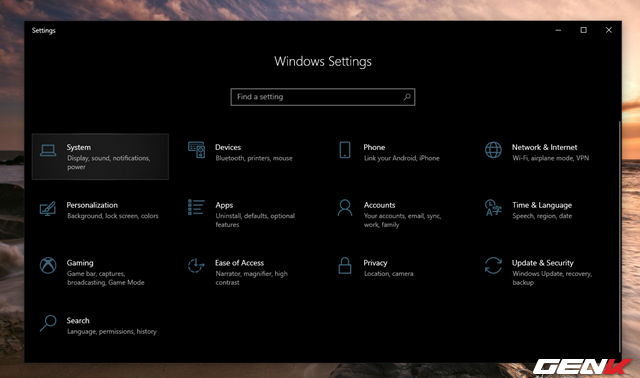 Settings
Windows Settings
Find a setting
System
Display, sound, notifications,
power
Devices
Bluetooth, printers, mouse
Phone
Link your Android, iPhone
Network & Internet
Wi-Fi, airplane mode, VPN
Personalization
Background, lock screen, colors
Apps
Uninstall, defaults, optional
features
Accounts
Your accounts, email, sync,
work, family
Time & Language
Speech, region, date
Gaming
Game bar, captures,
broadcasting, Game Mode
Ease of Access
Narrator, magnifier, high
contrast
Privacy
Location, camera
Update & Security
Windows Update, recovery,
backup
Search
Language, permissions, history
GENK